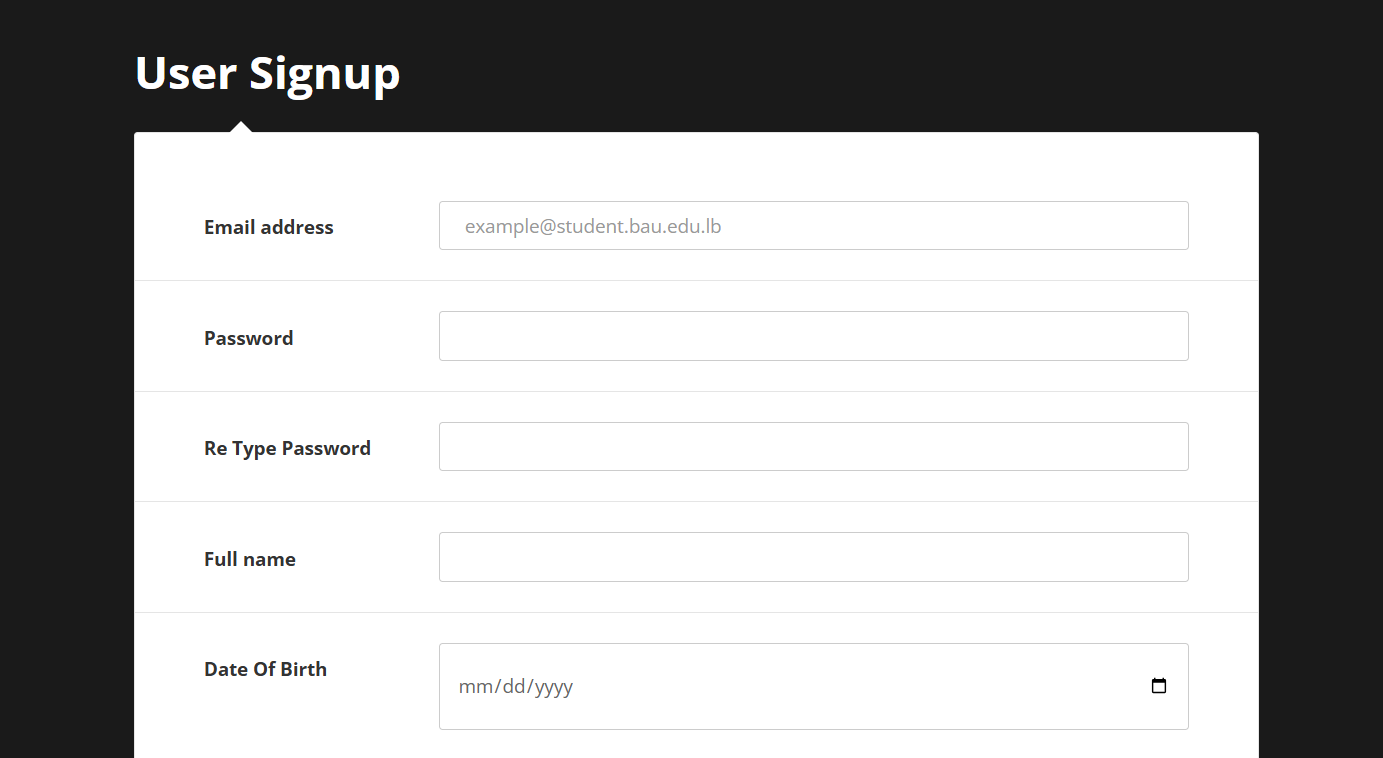 User Signup
Email address
example@student.bau.edu.lb
Password
Re Type Password
Full name
Date Of Birth
mm/dd/yyyy